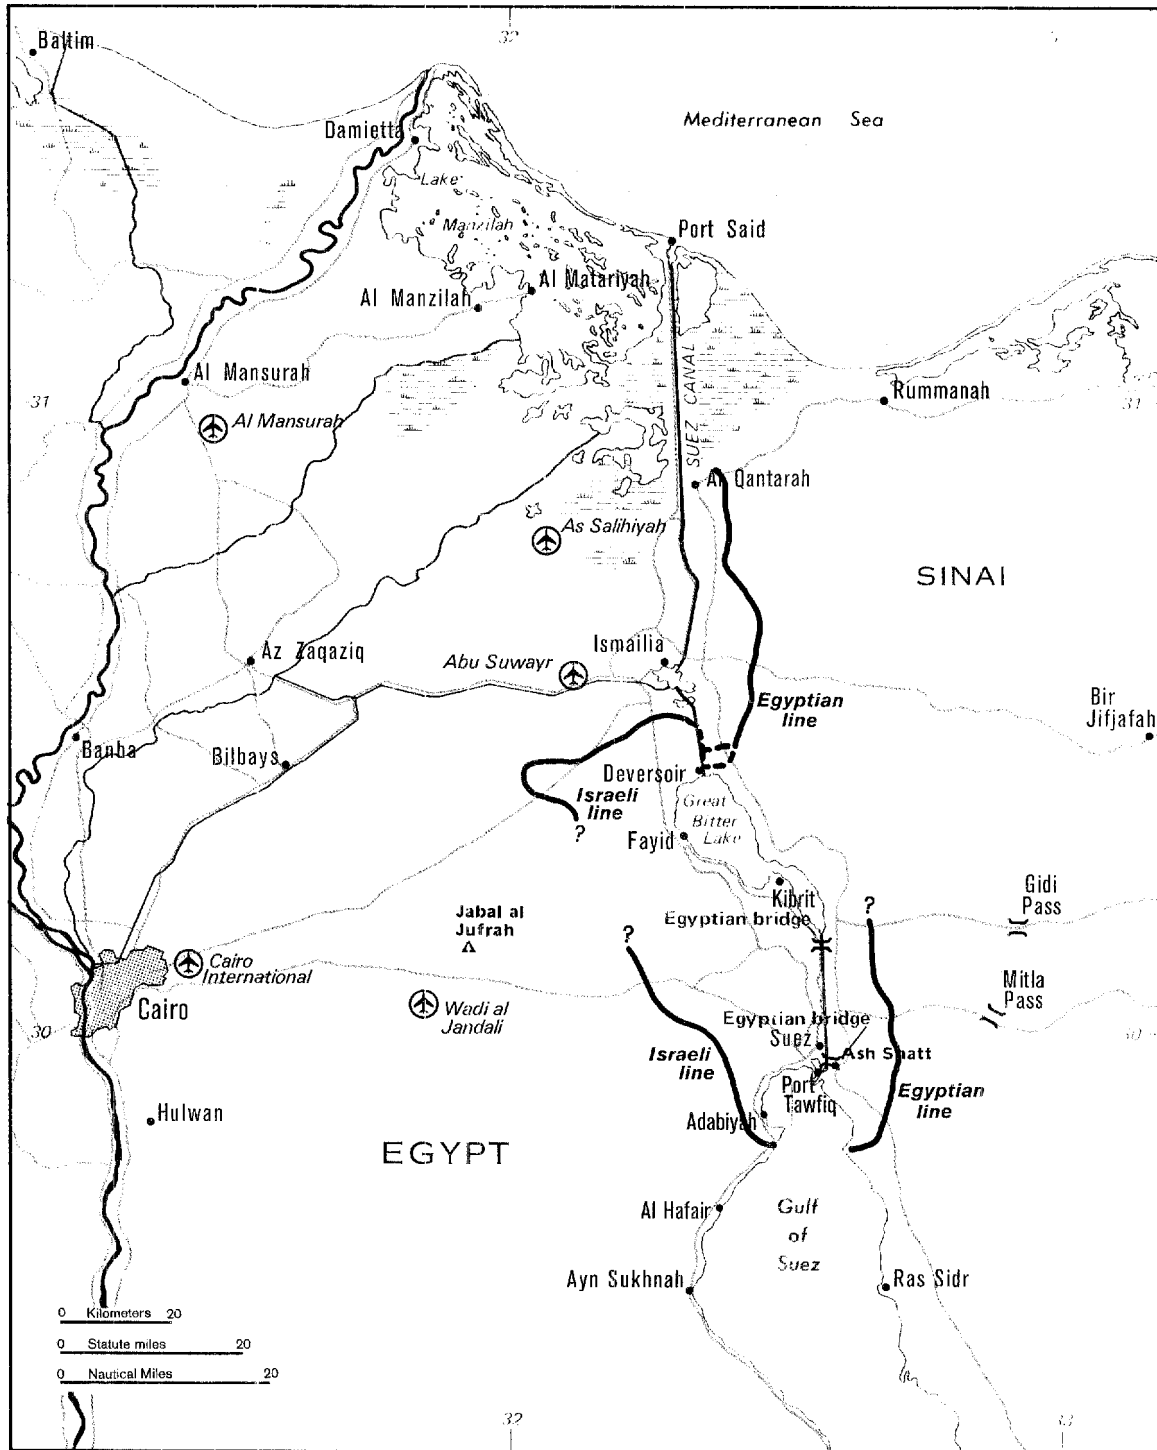 32
Baltim
Damietta
Mediterranean Sea
Lake
Manzilah
Port Said
Al Matariyah
Al Manzilah
SUEZ CANAL
Al Mansurah
Rummanah
31
31
Al Mansurah
Al Qantarah
As Salihiyah
SINAI
Ismailia
Az Zaqaziq
Abu Suwayr
Egyptian
line
Bir
Jifjafah
Banha
Bilbays
Deversoir
Israeli
line
?
Great
Bitter
Lake
Fayid
Kibrit
Gidi
Pass
?
Jabal al
Jufrah
Egyptian bridge
?
Cairo
International
Mitla
Pass
Wadi al
Jandali
Cairo
30
Egyptian bridge
30
Suez
Ash Shatt
Israeli
line
Port
Tawfiq
Egyptian
line
Hulwan
Adabiyah
EGYPT
Al Hafair
Gulf
of
Suez
Ayn Sukhnah
Ras Sidr
0 Kilometers 20
0 Statute miles 20
0 Nautical Miles 20
32
33